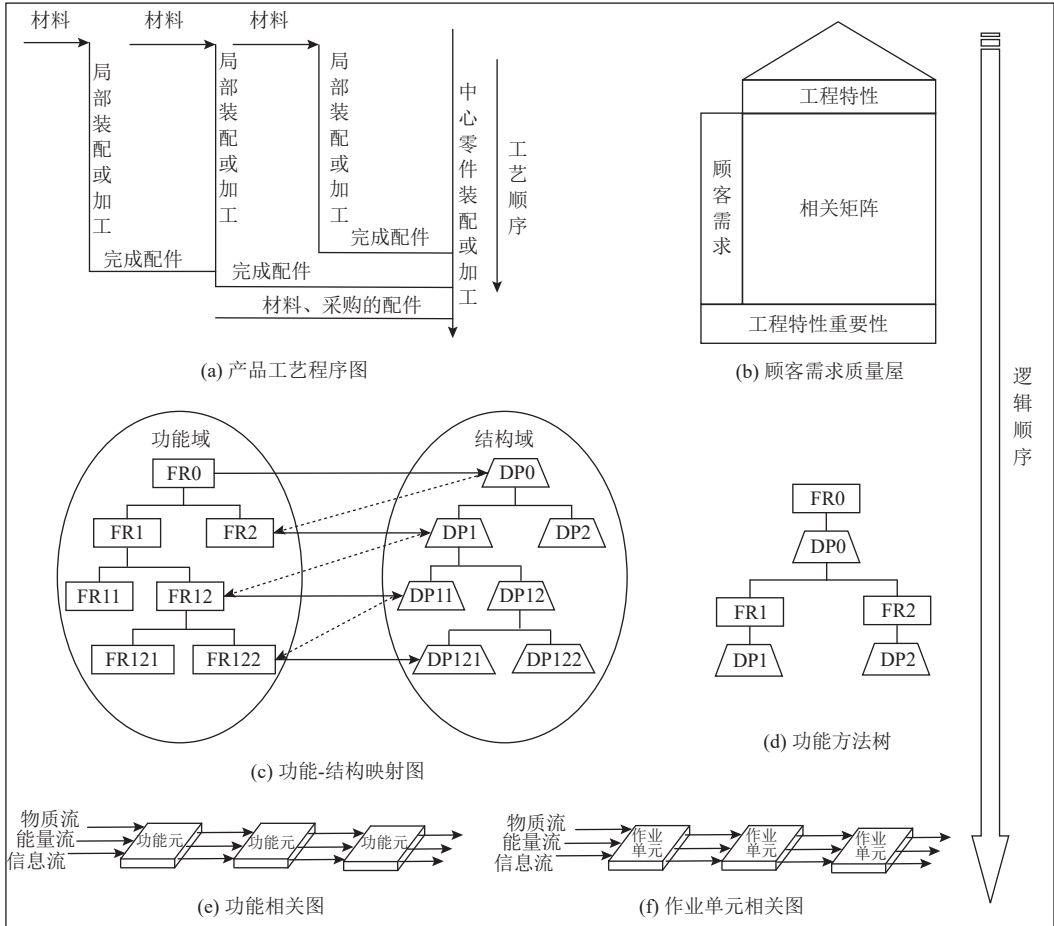 材料
材料
材料
局部装配或加工
局部装配或加工
局部装配或加工
中心零件装配或加工
工艺顺序
完成配件
完成配件
完成配件
材料、采购的配件
(a) 产品工艺程序图
工程特性
顾客需求
相关矩阵
工程特性重要性
(b) 顾客需求质量屋
逻辑顺序
功能域
结构域
FR0
DP0
FR1
FR2
DP1
DP2
FR11
FR12
DP11
DP12
FR121
FR122
DP121
DP122
(c) 功能-结构映射图
FR0
DP0
FR1
FR2
DP1
DP2
(d) 功能方法树
物质流
能量流
信息流
功能元
功能元
功能元
(e) 功能相关图
物质流
能量流
信息流
作业
单元
作业
单元
作业
单元
(f) 作业单元相关图